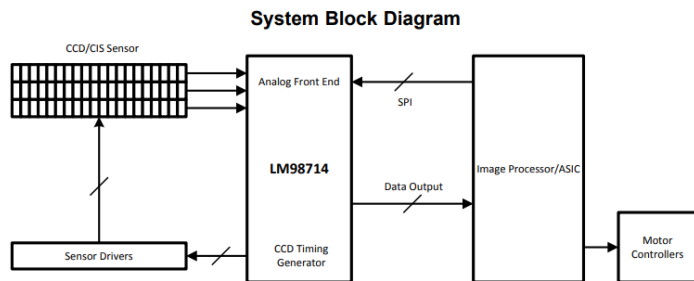 System Block Diagram
CCD/CIS Sensor
Analog Front End
SPI
LM98714
Image Processor/ASIC
Data Output
Sensor Drivers
CCD Timing
Generator
Motor
Controllers